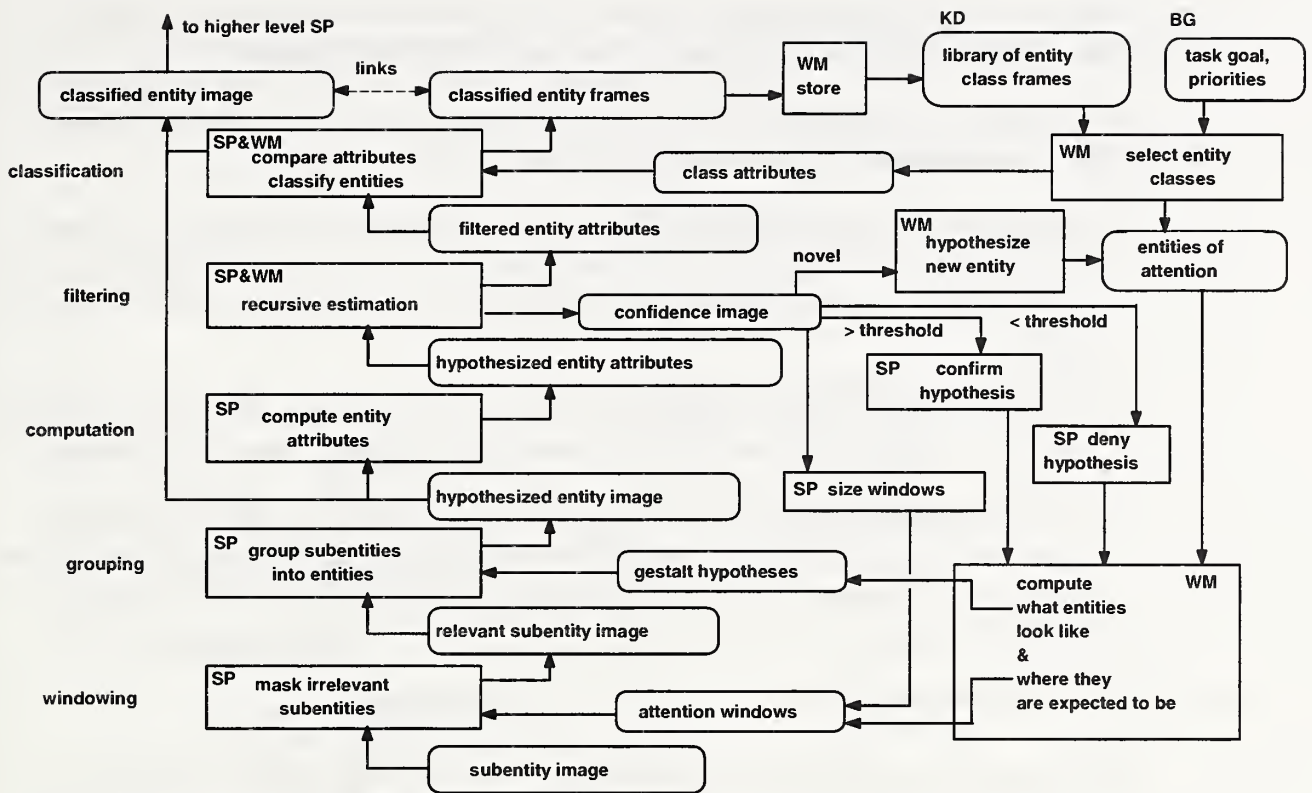 to higher level SP
KD
BG
links
classified entity image
classified entity frames
WM
store
library of entity
class frames
task goal,
priorities
classification
SP&WM
compare attributes
classify entities
class attributes
WM
select entity
classes
filtered entity attributes
WM
hypothesize
new entity
entities of
attention
novel
filtering
SP&WM
recursive estimation
confidence image
> threshold
< threshold
hypothesized entity attributes
SP confirm
hypothesis
computation
SP
compute entity
attributes
SP deny
hypothesis
hypothesized entity image
SP size windows
grouping
SP
group subentities
into entities
gestalt hypotheses
compute
what entities
look like
&
where they
are expected to be
WM
relevant subentity image
windowing
SP
mask irrelevant
subentities
attention windows
subentity image